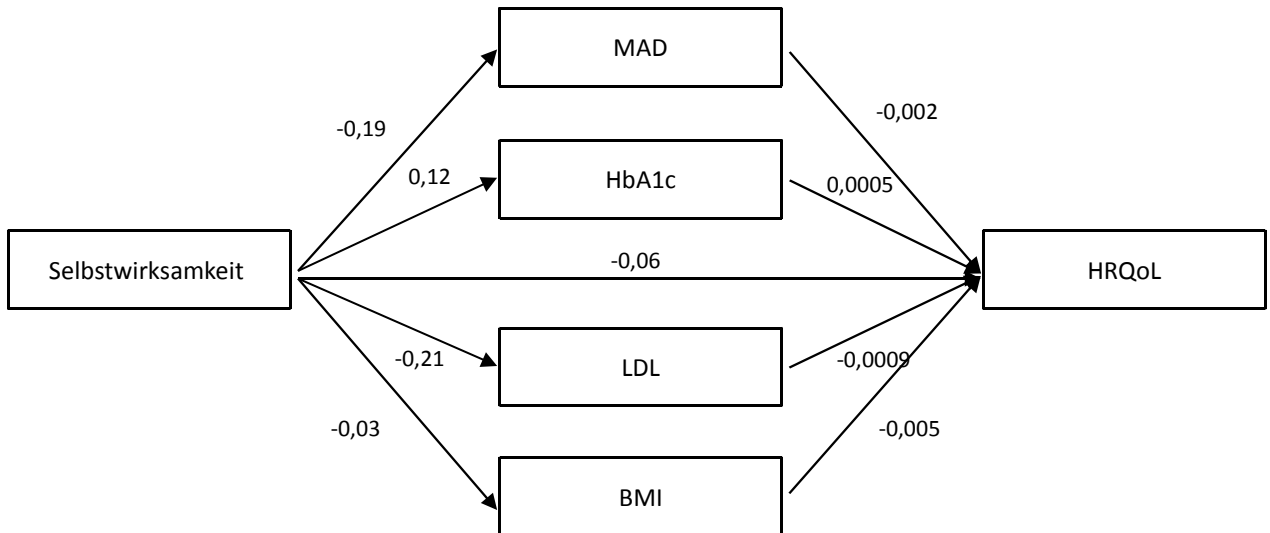 MAD
-0,002
-0,19
HbA1c
0,12
0,0005
Selbstwirksamkeit
-0,06
HRQoL
LDL
-0,21
-0,0009
-0,03
-0,005
BMI